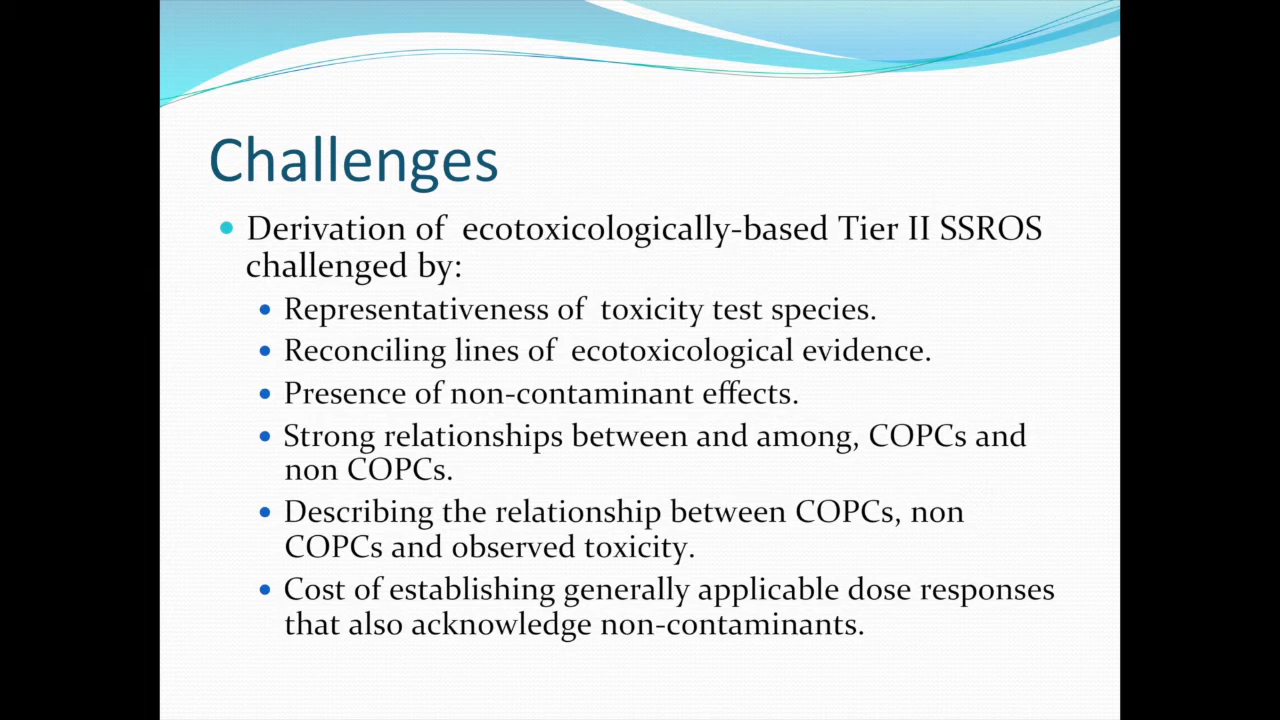 Challenges
• Derivation of ecotoxicologically-based Tier II SSROS
challenged by:
• Representativeness of toxicity test species.
• Reconciling lines of ecotoxicological evidence.
• Presence of non-contaminant effects.
• Strong relationships between and among, COPCs and
non COPCs.
• Describing the relationship between COPCs, non
COPCs and observed toxicity.
• Cost of establishing generally applicable dose responses
that also acknowledge non-contaminants.